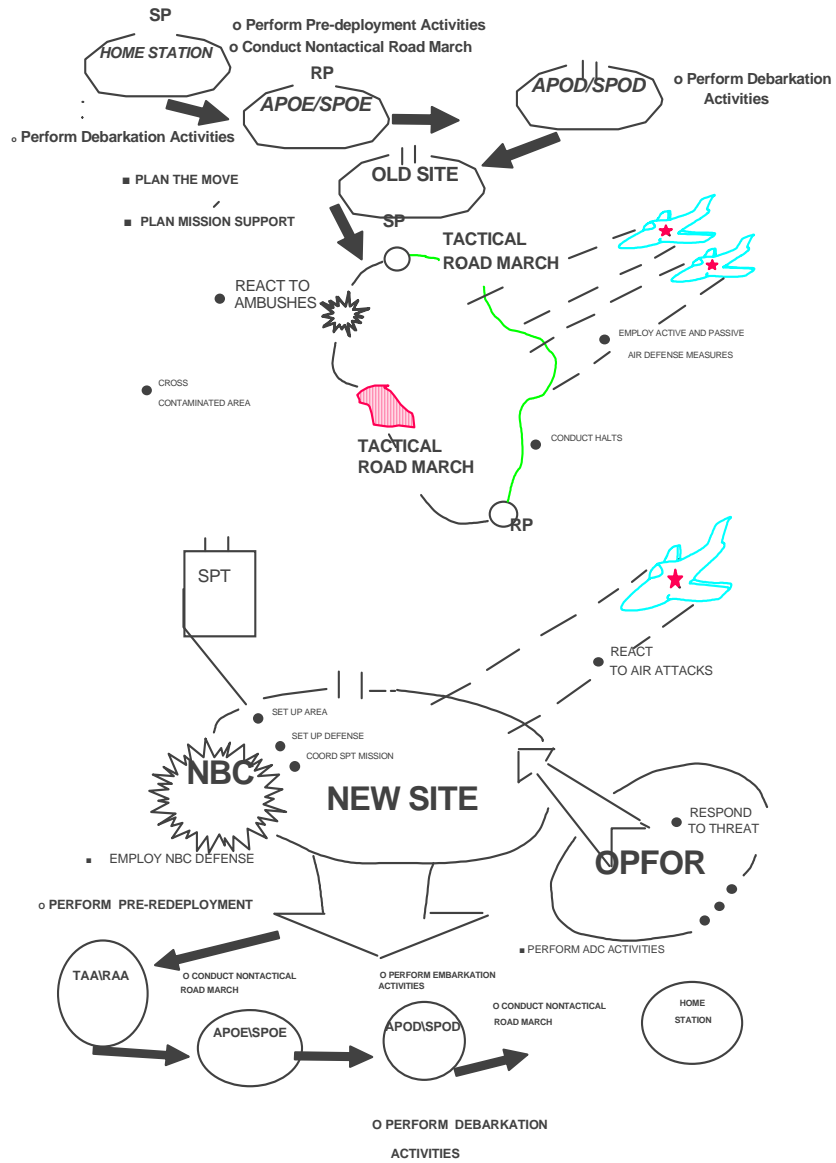 SP
o Perform Pre-deployment Activities
o Conduct Nontactical Road March
HOME STATION
RP
APOE/SPOE
APOD/SPOD
o Perform Debarkation
Activities
o Perform Debarkation Activities
OLD SITE
■ PLAN THE MOVE
■ PLAN MISSION SUPPORT
SP
TACTICAL
ROAD MARCH
● REACT TO
AMBUSHES
● EMPLOY ACTIVE AND PASSIVE
AIR DEFENSE MEASURES
● CROSS
CONTAMINATED AREA
TACTICAL
ROAD MARCH
● CONDUCT HALTS
RP
SPT
● REACT
TO AIR ATTACKS
● SET UP AREA
● SET UP DEFENSE
● COORD SPT MISSION
NBC
NEW SITE
● RESPOND
TO THREAT
OPFOR
■ EMPLOY NBC DEFENSE
o PERFORM PRE-REDEPLOYMENT
■ PERFORM ADC ACTIVITIES
TAA\RAA
O CONDUCT NONTACTICAL
ROAD MARCH
O PERFORM EMBARKATION
ACTIVITIES
APOE\SPOE
APOD\SPOD
O CONDUCT NONTACTICAL
ROAD MARCH
HOME
STATION
O PERFORM DEBARKATION
ACTIVITIES